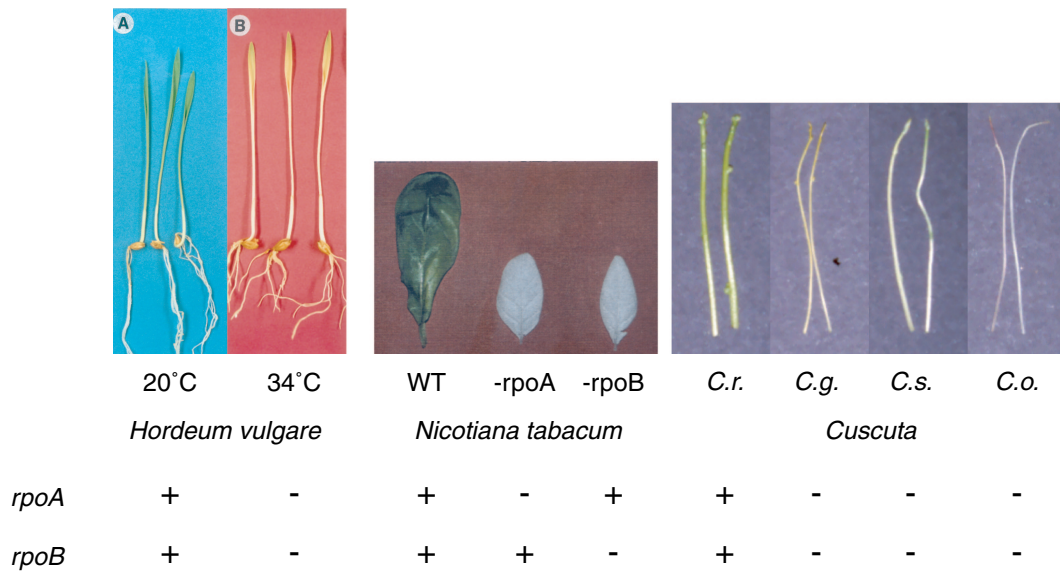 A B
20˚C 34˚C WT -rpoA -rpoB C.r. C.g. C.s. C.o.
Hordeum vulgare Nicotiana tabacum Cuscuta
rpoA + - + - + + - - -
rpoB + - + + - + - - -